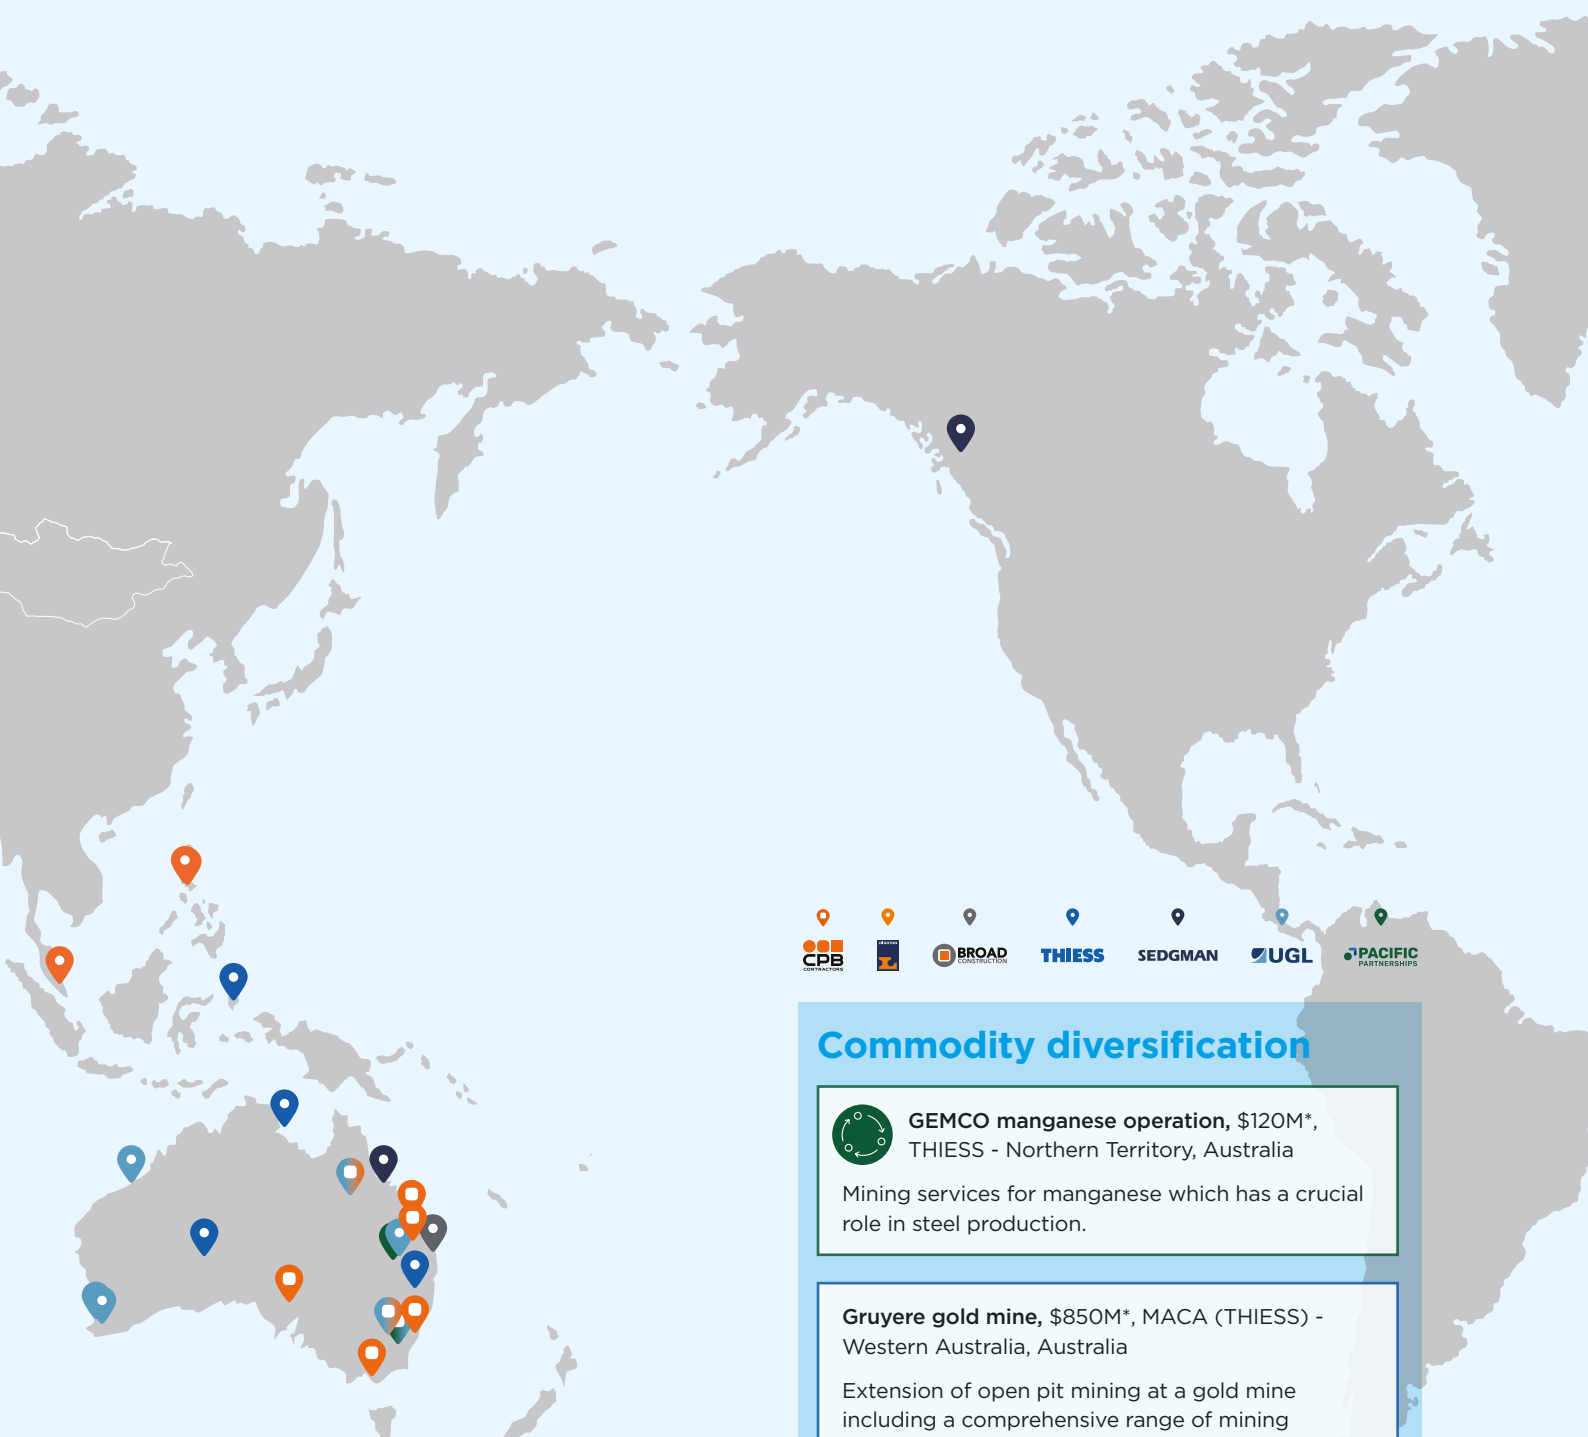 CPB
CONTRACTORS
BROAD
CONSTRUCTION
THIESS
SEDGMAN
UGL
PACIFIC
PARTNERSHIPS
Commodity diversification
GEMCO manganese operation, $120M*,
THIESS - Northern Territory, Australia
Mining services for manganese which has a crucial
role in steel production.
Gruyere gold mine, $850M*, MACA (THIESS) -
Western Australia, Australia
Extension of open pit mining at a gold mine
including a comprehensive range of mining